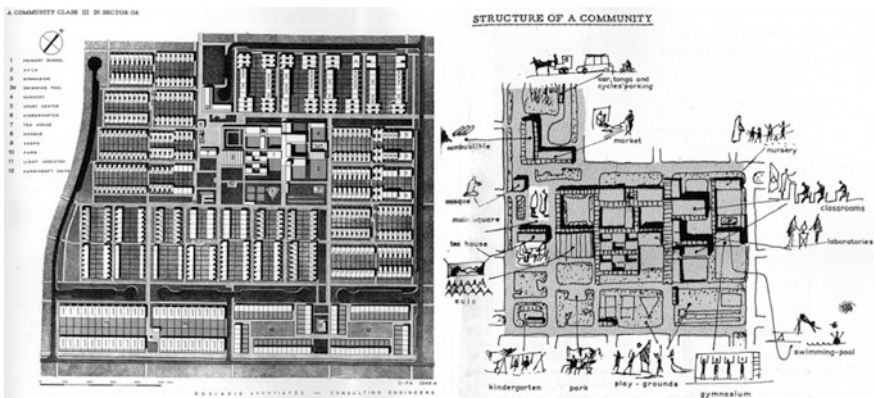 A COMMUNITY CLASS III IN SECTOR G6
1 PRIMARY SCHOOL
2 AULA
3 GYMNASIUM
3a SWIMMING POOL
4 NURSERY
5 SPORT CENTER
6 KINDERGARTEN
7 TEA HOUSE
8 MOSQUE
9 SHOPS
10 PARK
11 LIGHT INDUSTRY
12 HANDICRAFT UNITS
DOXIADIS ASSOCIATES — CONSULTING ENGINEERS
STRUCTURE OF A COMMUNITY
car, tonga and
cycles parking
market
combustible
nursery
mosque
main square
classrooms
tea house
laboratories
aula
swimming-pool
kindergarten
park
play-grounds
gymnasium